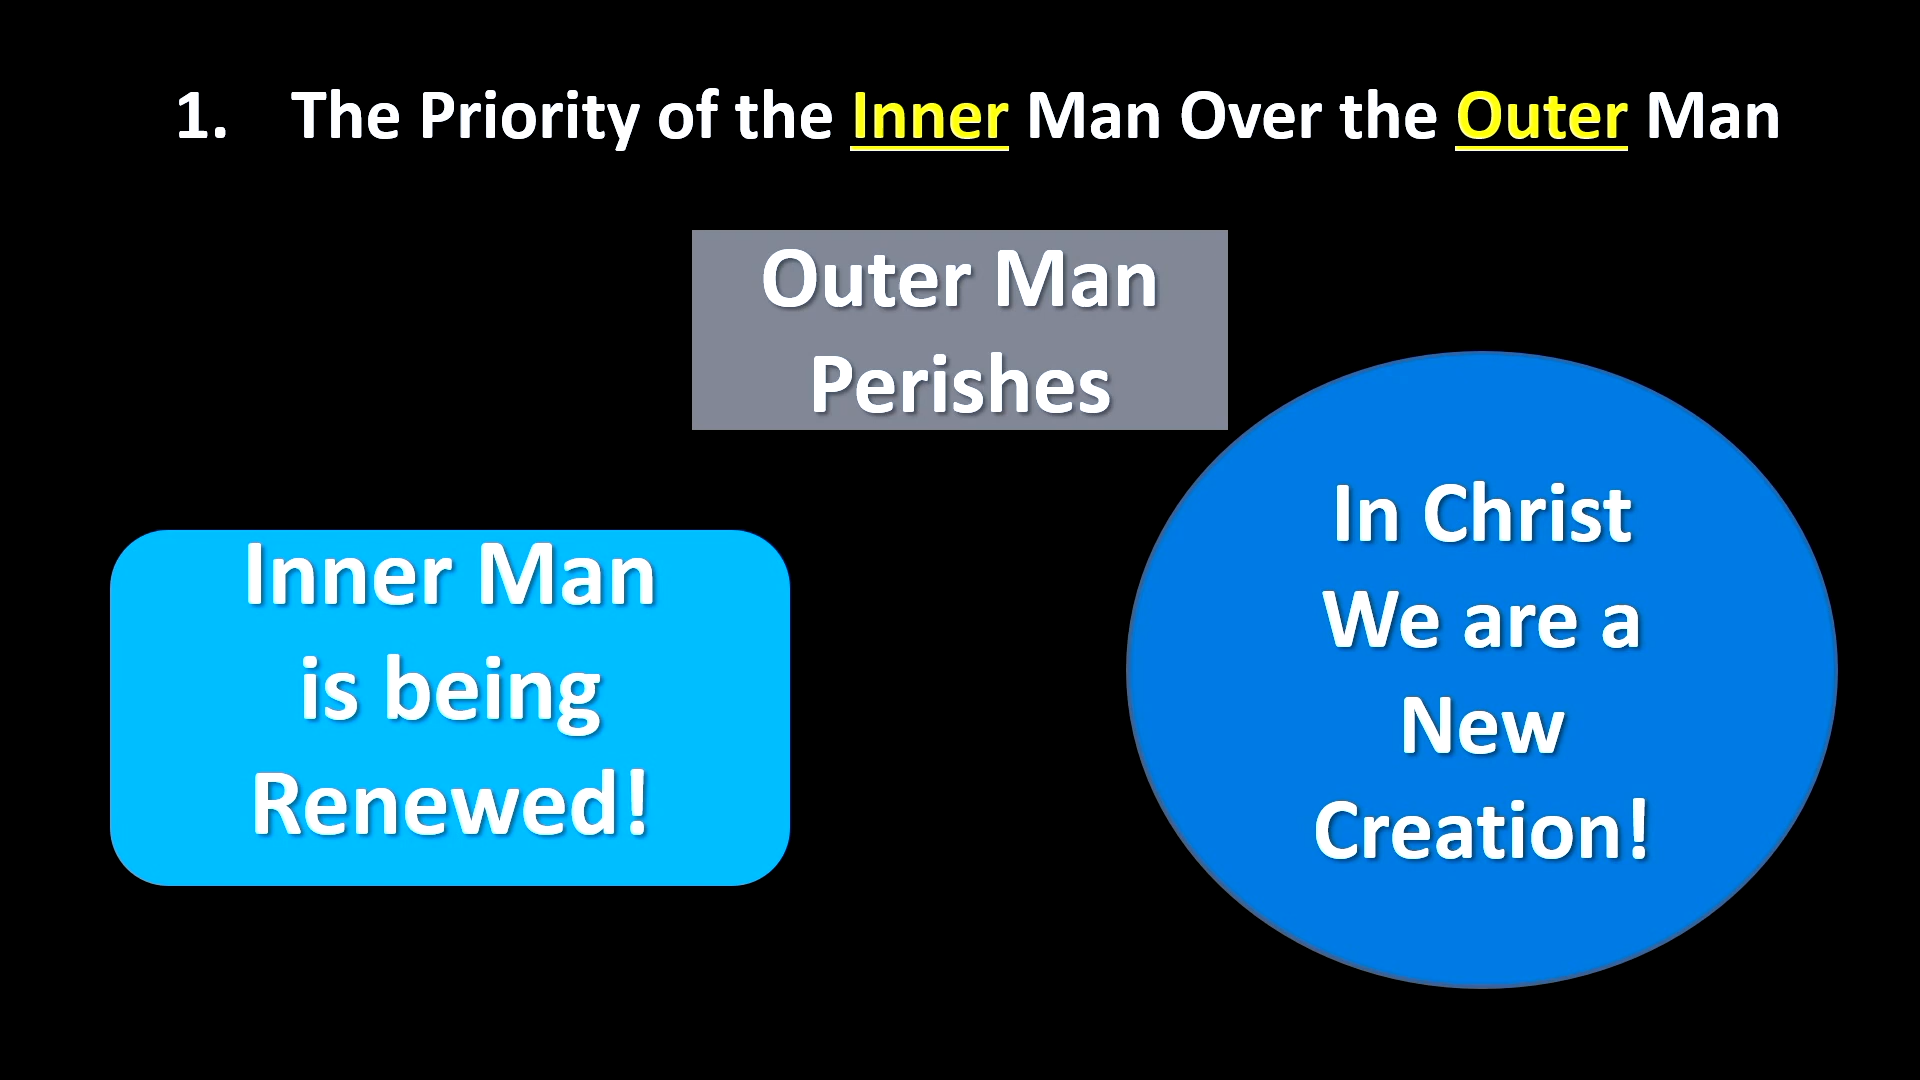 1. The Priority of the Inner Man Over the Outer Man
Outer Man
Perishes
Inner Man
is being
Renewed!
In Christ
We are a
New
Creation!